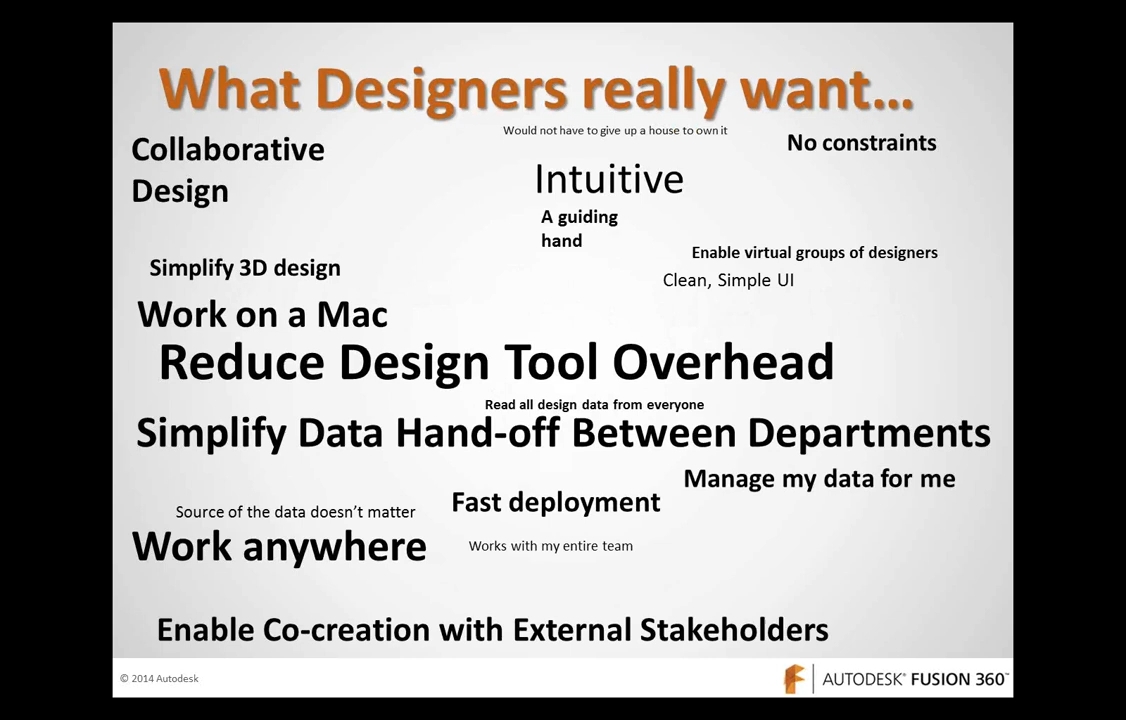 What Designers really want...
Would not have to give up a house to own it
No constraints
Collaborative
Design
Intuitive
A guiding
hand
Enable virtual groups of designers
Simplify 3D design
Clean, Simple UI
Work on a Mac
Reduce Design Tool Overhead
Read all design data from everyone
Simplify Data Hand-off Between Departments
Manage my data for me
Fast deployment
Source of the data doesn’t matter
Work anywhere
Works with my entire team
Enable Co-creation with External Stakeholders
© 2014 Autodesk
AUTODESK® FUSION 360™